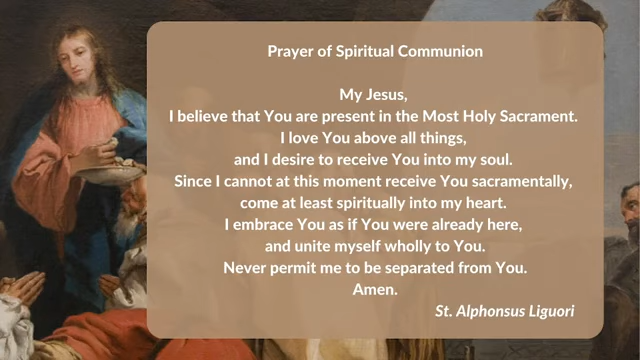 Prayer of Spiritual Communion
My Jesus,
I believe that You are present in the Most Holy Sacrament.
I love You above all things,
and I desire to receive You into my soul.
Since I cannot at this moment receive You sacramentally,
come at least spiritually into my heart.
I embrace You as if You were already here,
and unite myself wholly to You.
Never permit me to be separated from You.
Amen.
St. Alphonsus Liguori